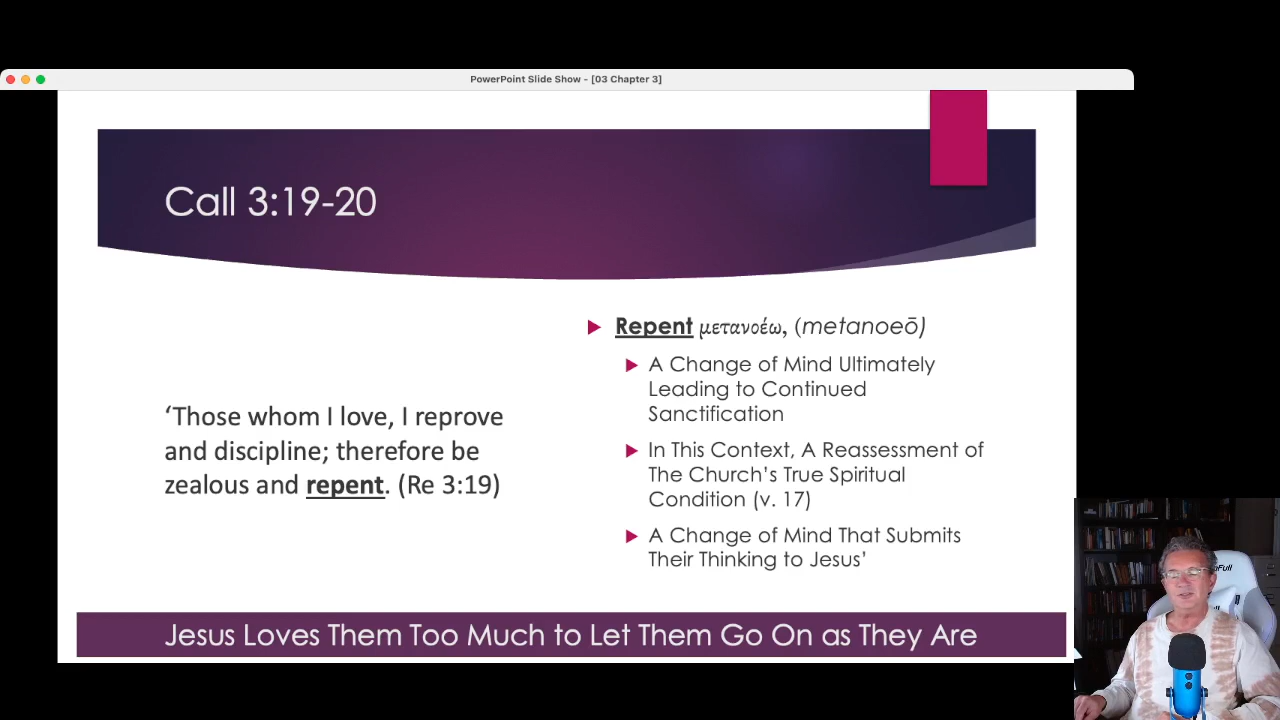 PowerPoint Slide Show - [03 Chapter 3]
Call 3:19-20
‘Those whom I love, I reprove
and discipline; therefore be
zealous and repent. (Re 3:19)
Repent μετανοέω, (metanoeō)
A Change of Mind Ultimately
Leading to Continued
Sanctification
In This Context, A Reassessment of
The Church’s True Spiritual
Condition (v. 17)
A Change of Mind That Submits
Their Thinking to Jesus’
Jesus Loves Them Too Much to Let Them Go On as They Are